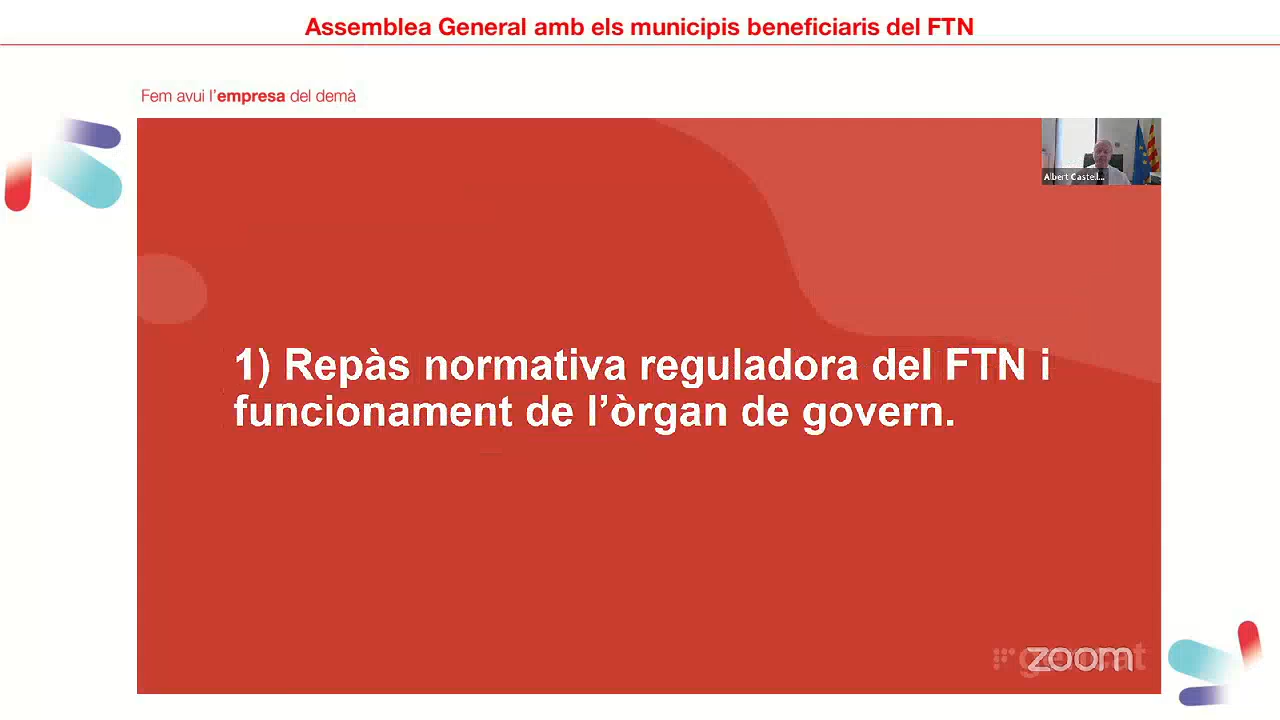 Assemblea General amb els municipis beneficiaris del FTN
Fem avui l'empresa del demà
Albert Castell...
1) Repàs normativa reguladora del FTN i
funcionament de l'òrgan de govern.
gencat
zoom